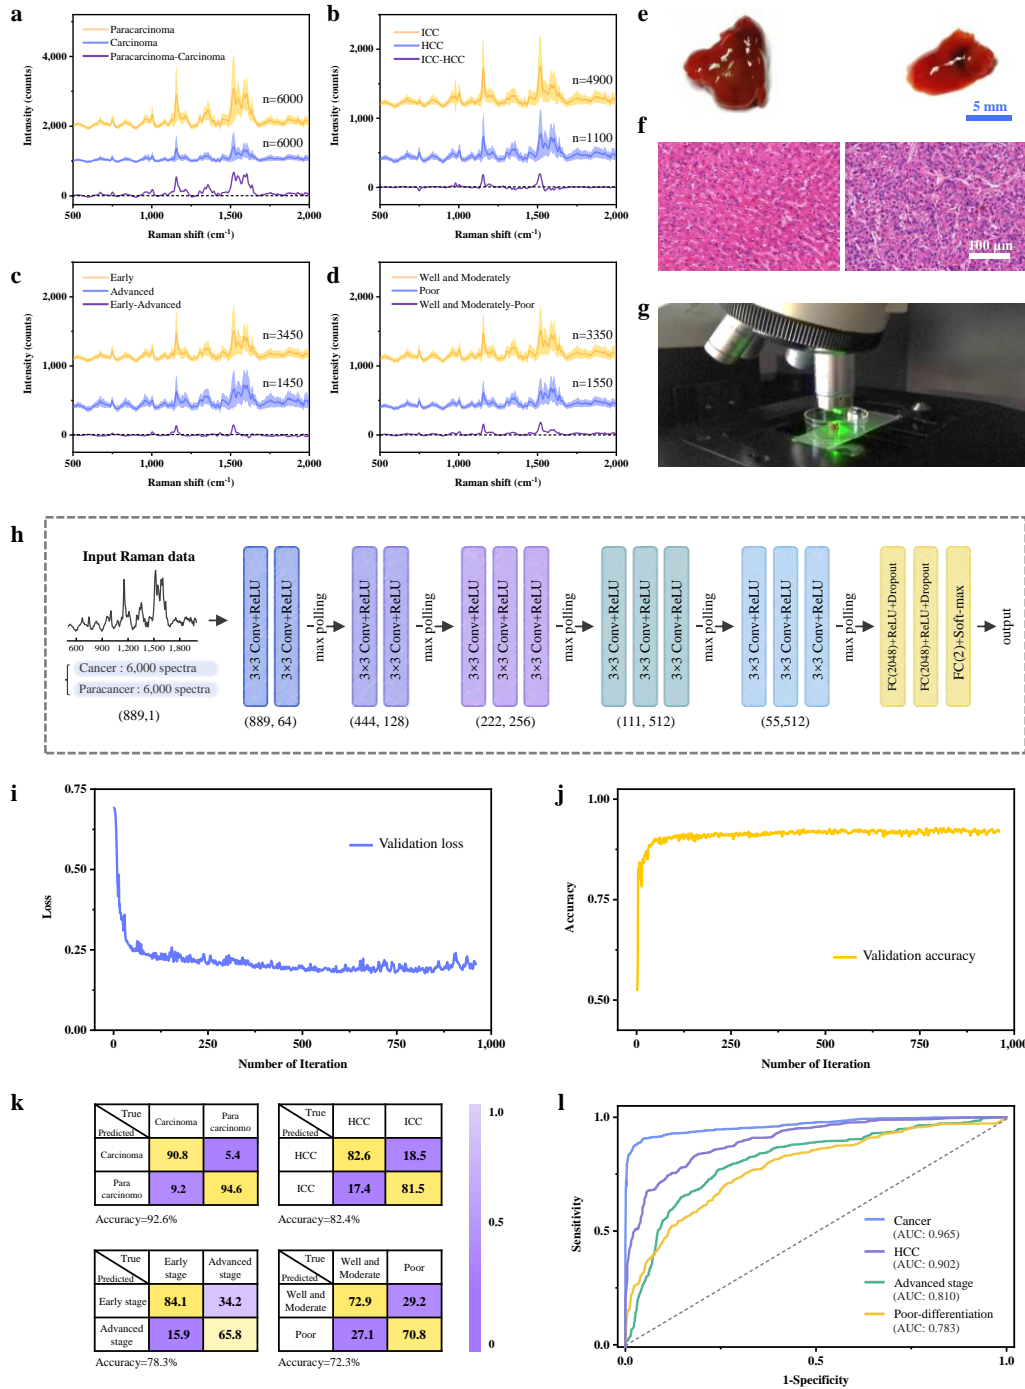 a
Paracarcinoma
Carcinoma
Paracarcinoma-Carcinoma
n=6000
n=6000
Intensity (counts)
4,000
2,000
0
500
1,000
1,500
2,000
Raman shift (cm⁻¹)
b
ICC
HCC
ICC-HCC
n=4900
n=1100
Intensity (counts)
2,400
1,200
0
500
1,000
1,500
2,000
Raman shift (cm⁻¹)
c
Early
Advanced
Early-Advanced
n=3450
n=1450
Intensity (counts)
2,000
1,000
0
500
1,000
1,500
2,000
Raman shift (cm⁻¹)
d
Well and Moderately
Poor
Well and Moderately-Poor
n=3350
n=1550
Intensity (counts)
2,000
1,000
0
500
1,000
1,500
2,000
Raman shift (cm⁻¹)
e
5 mm
f
100 μm
g
h
Input Raman data
600
900
1,200
1,500
1,800
Cancer : 6,000 spectra
Paracancer : 6,000 spectra
(889,1)
3×3 Conv+ReLU
3×3 Conv+ReLU
(889, 64)
max polling
3×3 Conv+ReLU
3×3 Conv+ReLU
(444, 128)
max polling
3×3 Conv+ReLU
3×3 Conv+ReLU
3×3 Conv+ReLU
(222, 256)
max polling
3×3 Conv+ReLU
3×3 Conv+ReLU
3×3 Conv+ReLU
(111, 512)
max polling
3×3 Conv+ReLU
3×3 Conv+ReLU
3×3 Conv+ReLU
(55,512)
max polling
FC(2048)+ReLU+Dropout
FC(2048)+ReLU+Dropout
FC(2)+Soft-max
output
i
Validation loss
Loss
0.75
0.50
0.25
0.00
0
250
500
750
1,000
Number of Iteration
j
Validation accuracy
Accuracy
1.00
0.75
0.50
0
250
500
750
1,000
Number of Iteration
k
True
Predicted
Carcinoma
Para
carcinomo
Carcinoma
90.8
5.4
Para
carcinomo
9.2
94.6
Accuracy=92.6%
True
Predicted
HCC
ICC
HCC
82.6
18.5
ICC
17.4
81.5
Accuracy=82.4%
True
Predicted
Early
stage
Advanced
stage
Early stage
84.1
34.2
Advanced
stage
15.9
65.8
Accuracy=78.3%
True
Predicted
Well and
Moderate
Poor
Well and
Moderate
72.9
29.2
Poor
27.1
70.8
Accuracy=72.3%
1.0
0.5
0
l
Sensitivity
1.0
0.5
0.0
0.0
0.5
1.0
1-Specificity
Cancer
(AUC: 0.965)
HCC
(AUC: 0.902)
Advanced stage
(AUC: 0.810)
Poor-differentiation
(AUC: 0.783)